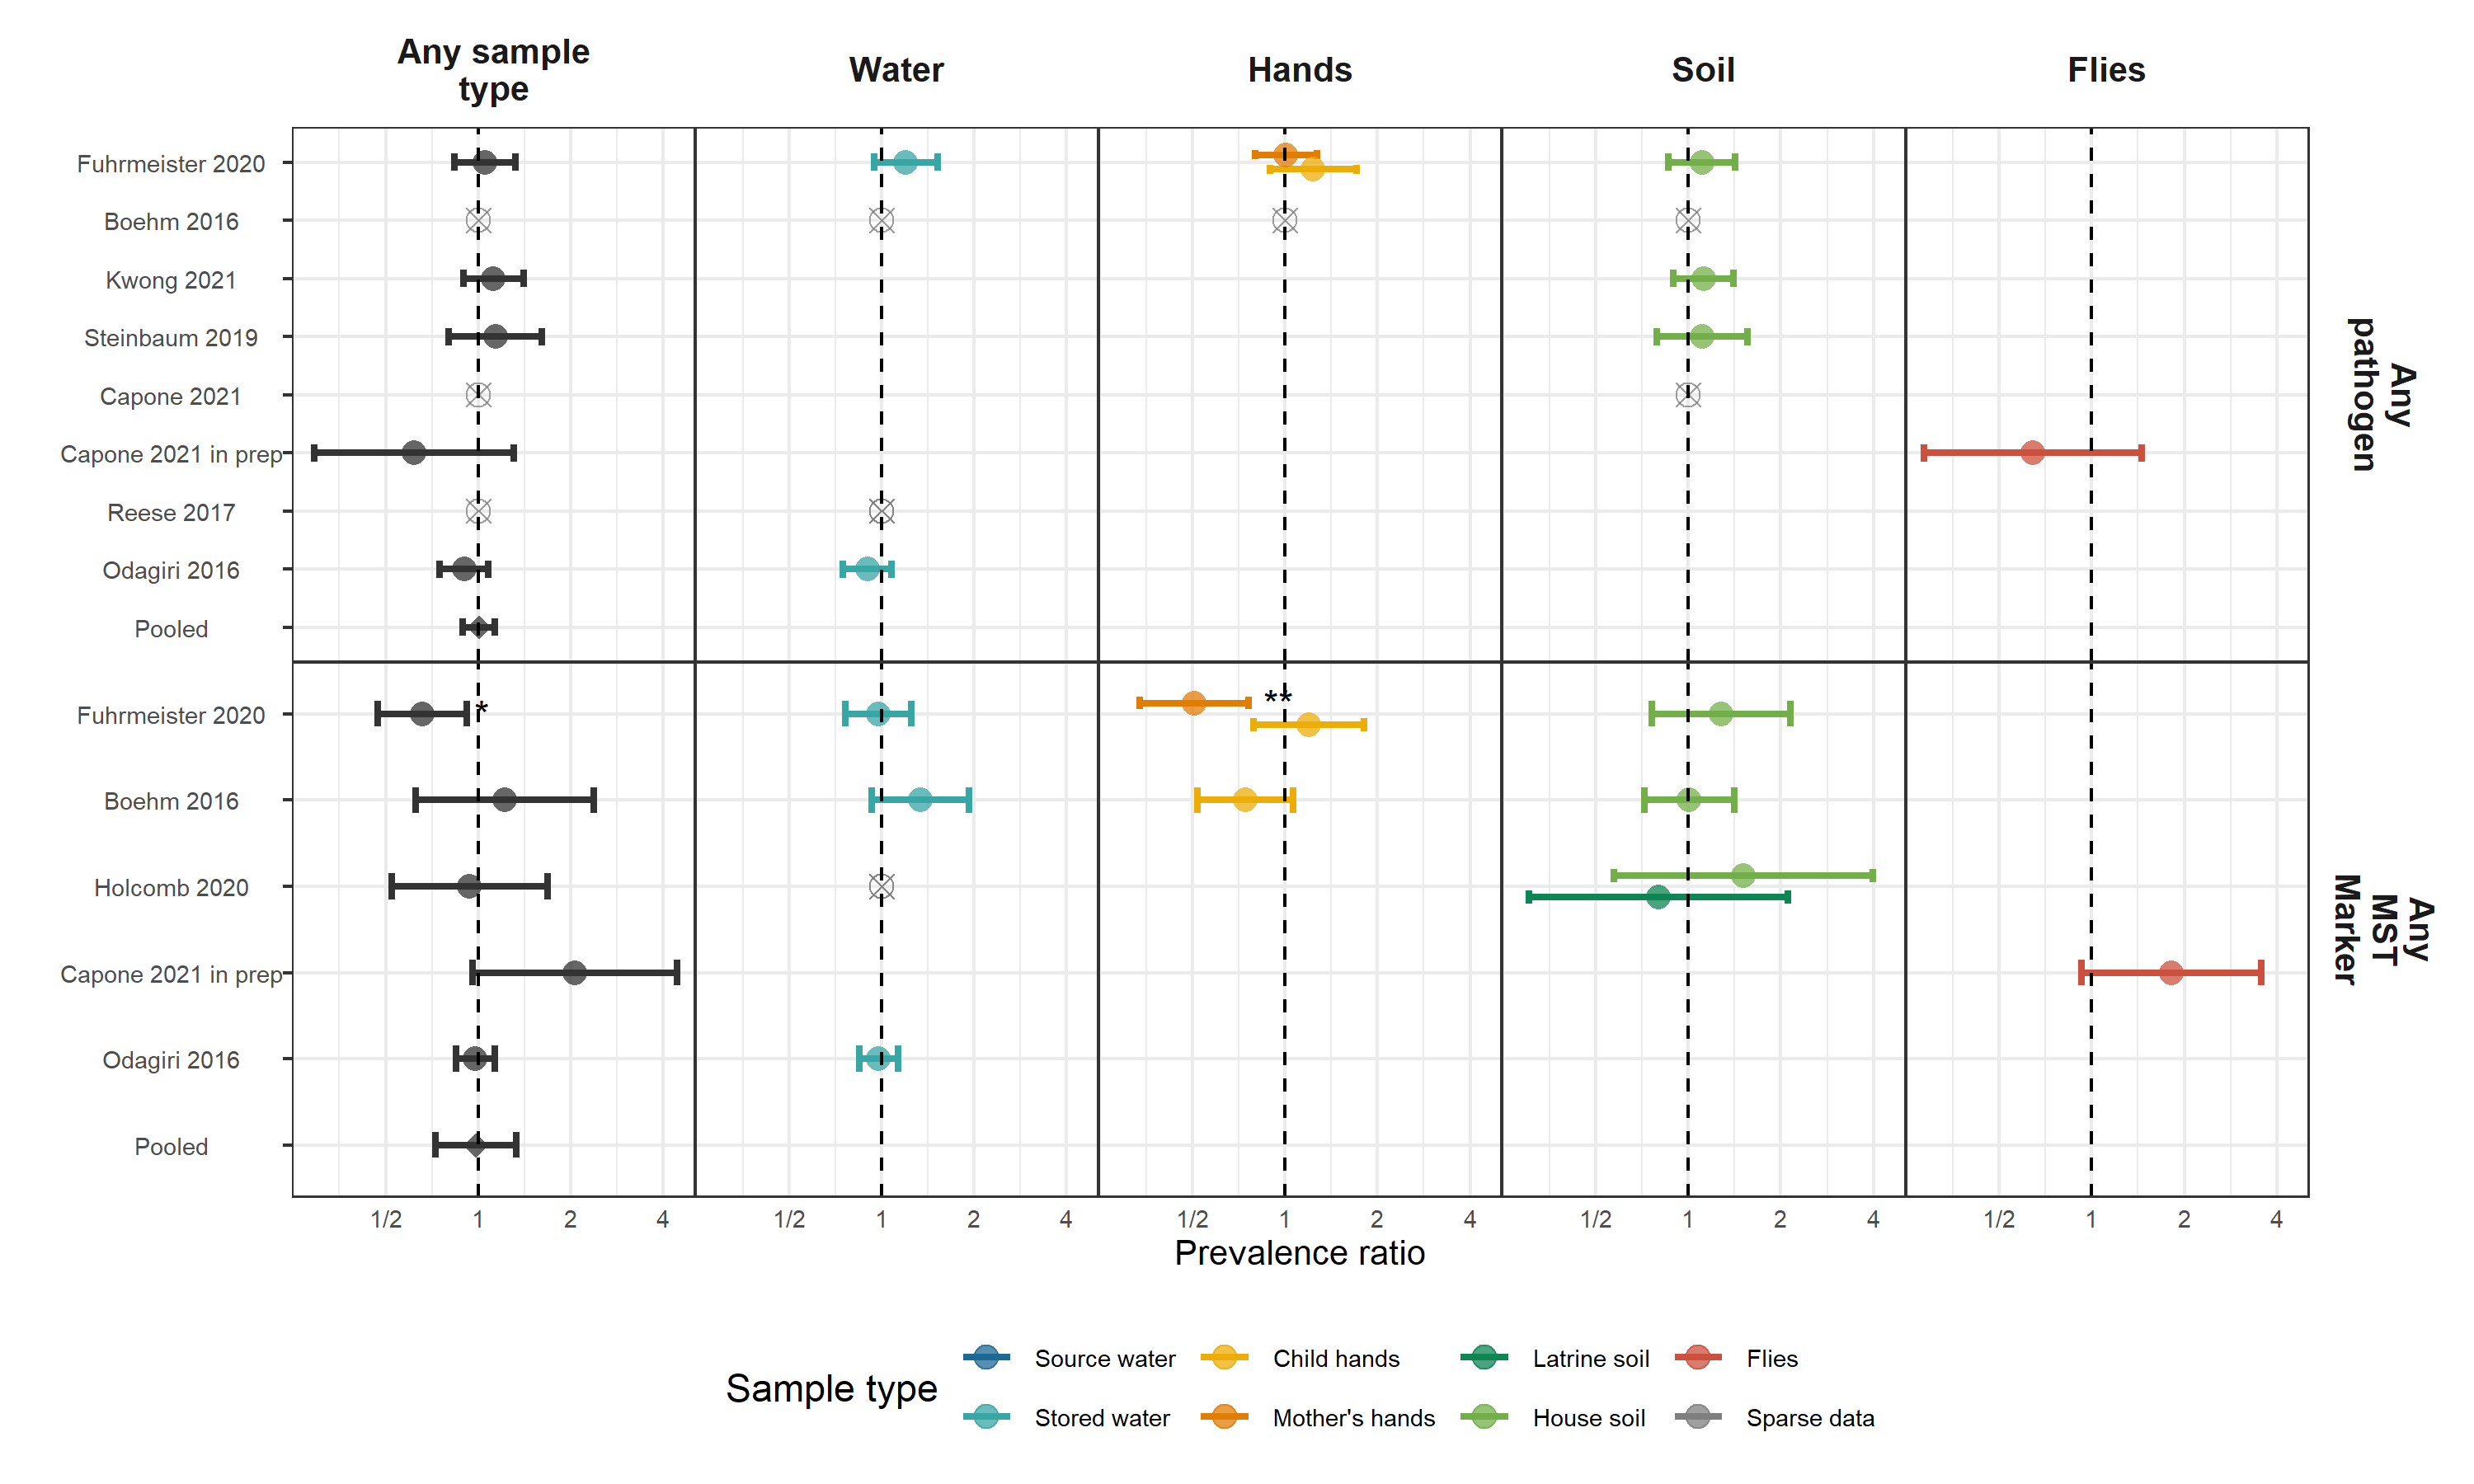 Any sample
type
Water
Hands
Soil
Flies
Fuhrmeister 2020
Boehm 2016
Kwong 2021
Steinbaum 2019
Capone 2021
Capone 2021 in prep
Reese 2017
Odagiri 2016
Pooled
Any
pathogen
Fuhrmeister 2020
*
**
Boehm 2016
Holcomb 2020
Capone 2021 in prep
Odagiri 2016
Pooled
Any
MST
Marker
1/2 1 2 4
1/2 1 2 4
1/2 1 2 4
1/2 1 2 4
1/2 1 2 4
Prevalence ratio
Sample type
Source water
Stored water
Child hands
Mother's hands
Latrine soil
House soil
Flies
Sparse data